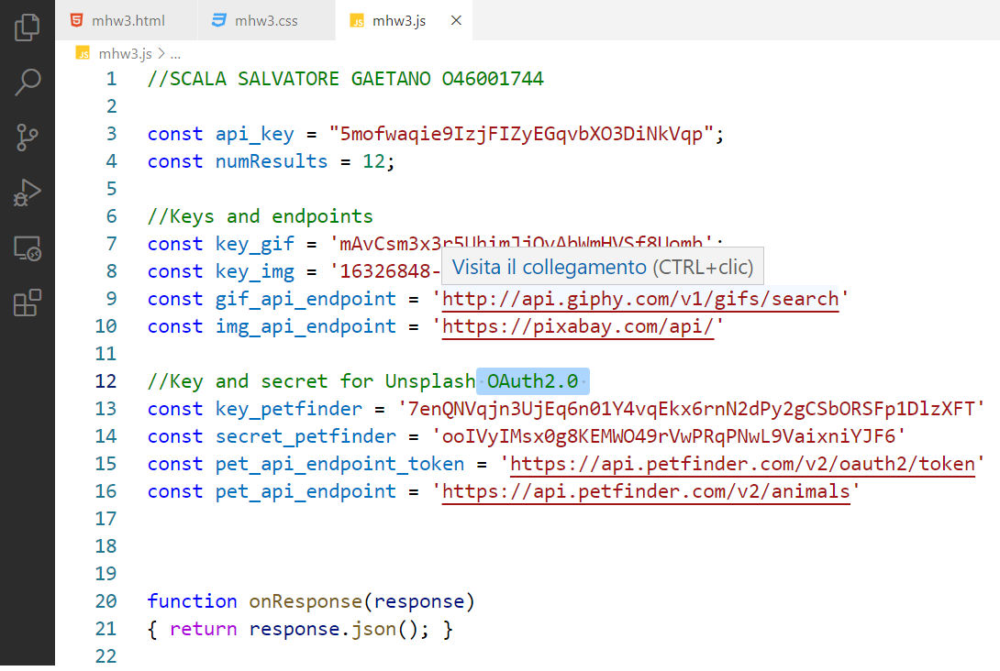 mhw3.html
mhw3.css
JS mhw3.js ×
JS mhw3.js > ...
1 //SCALA SALVATORE GAETANO O46001744
2
3 const api_key = "5mofwaqie9IzjFIZyEGqvbXO3DiNkVqp";
4 const numResults = 12;
5
6 //Keys and endpoints
7 const key_gif = ';
8 const key_img = '16326848-
Visita il collegamento (CTRL+clic)
9 const gif_api_endpoint = 'http://api.giphy.com/v1/gifs/search'
10 const img_api_endpoint = 'https://pixabay.com/api/'
11
12 //Key and secret for Unsplash OAuth2.0
13 const key_petfinder = '7enQNVqjn3UjEq6n01Y4vqEkx6rnN2dPy2gCSbORSFp1DlzXFT'
14 const secret_petfinder = 'ooIVyIMsx0g8KEMWO49rVwPRqPNwL9VaixniYJF6'
15 const pet_api_endpoint_token = 'https://api.petfinder.com/v2/oauth2/token'
16 const pet_api_endpoint = 'https://api.petfinder.com/v2/animals'
17
18
19
20 function onResponse(response)
21 { return response.json(); }
22